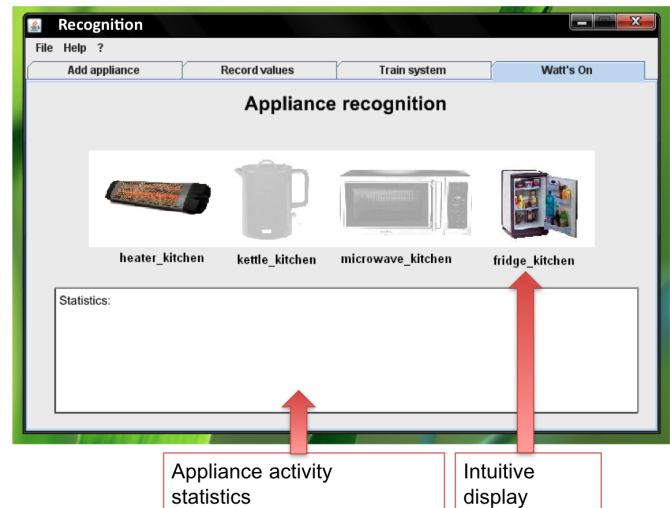 Recognition
File Help ?
Add appliance Record values Train system Watt's On
Appliance recognition
heater_kitchen kettle_kitchen microwave_kitchen fridge_kitchen
Statistics:
Appliance activity
statistics
Intuitive
display